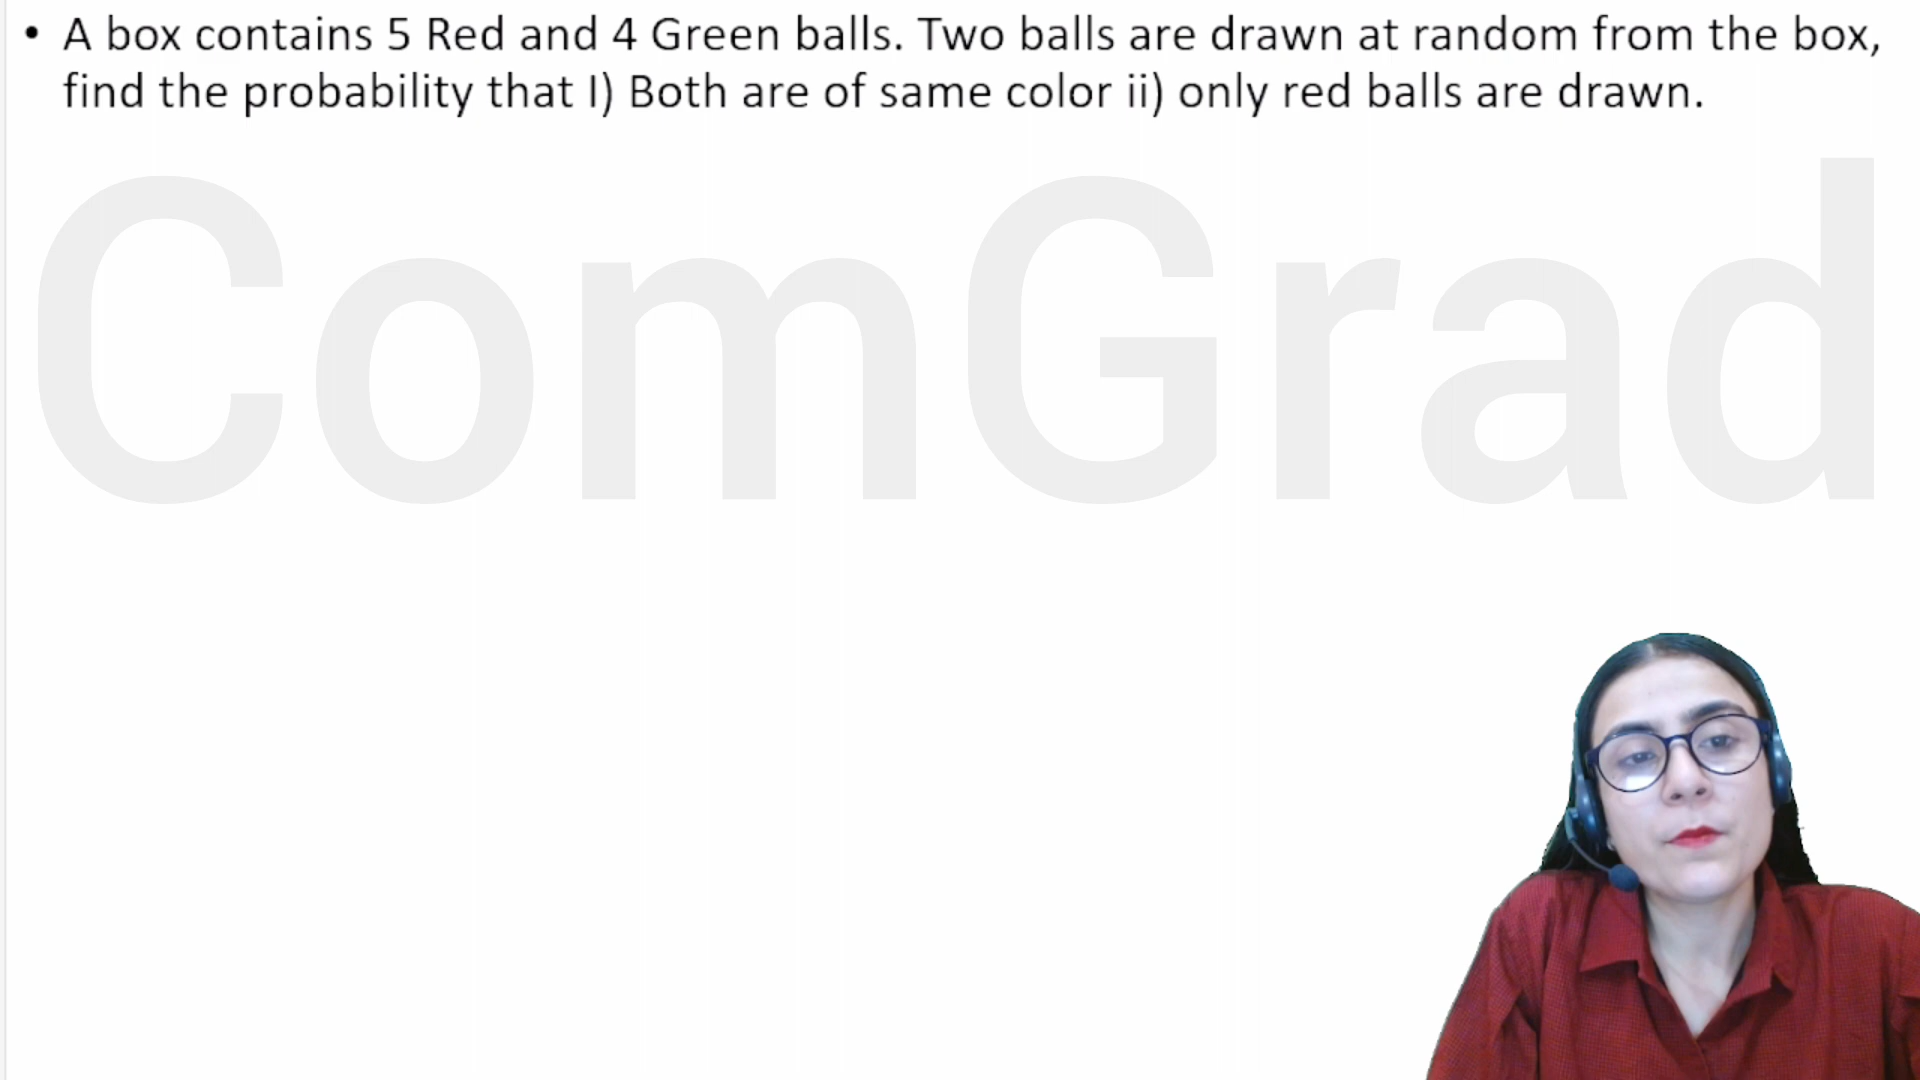 • A box contains 5 Red and 4 Green balls. Two balls are drawn at random from the box,
find the probability that I) Both are of same color ii) only red balls are drawn.
ComGrad